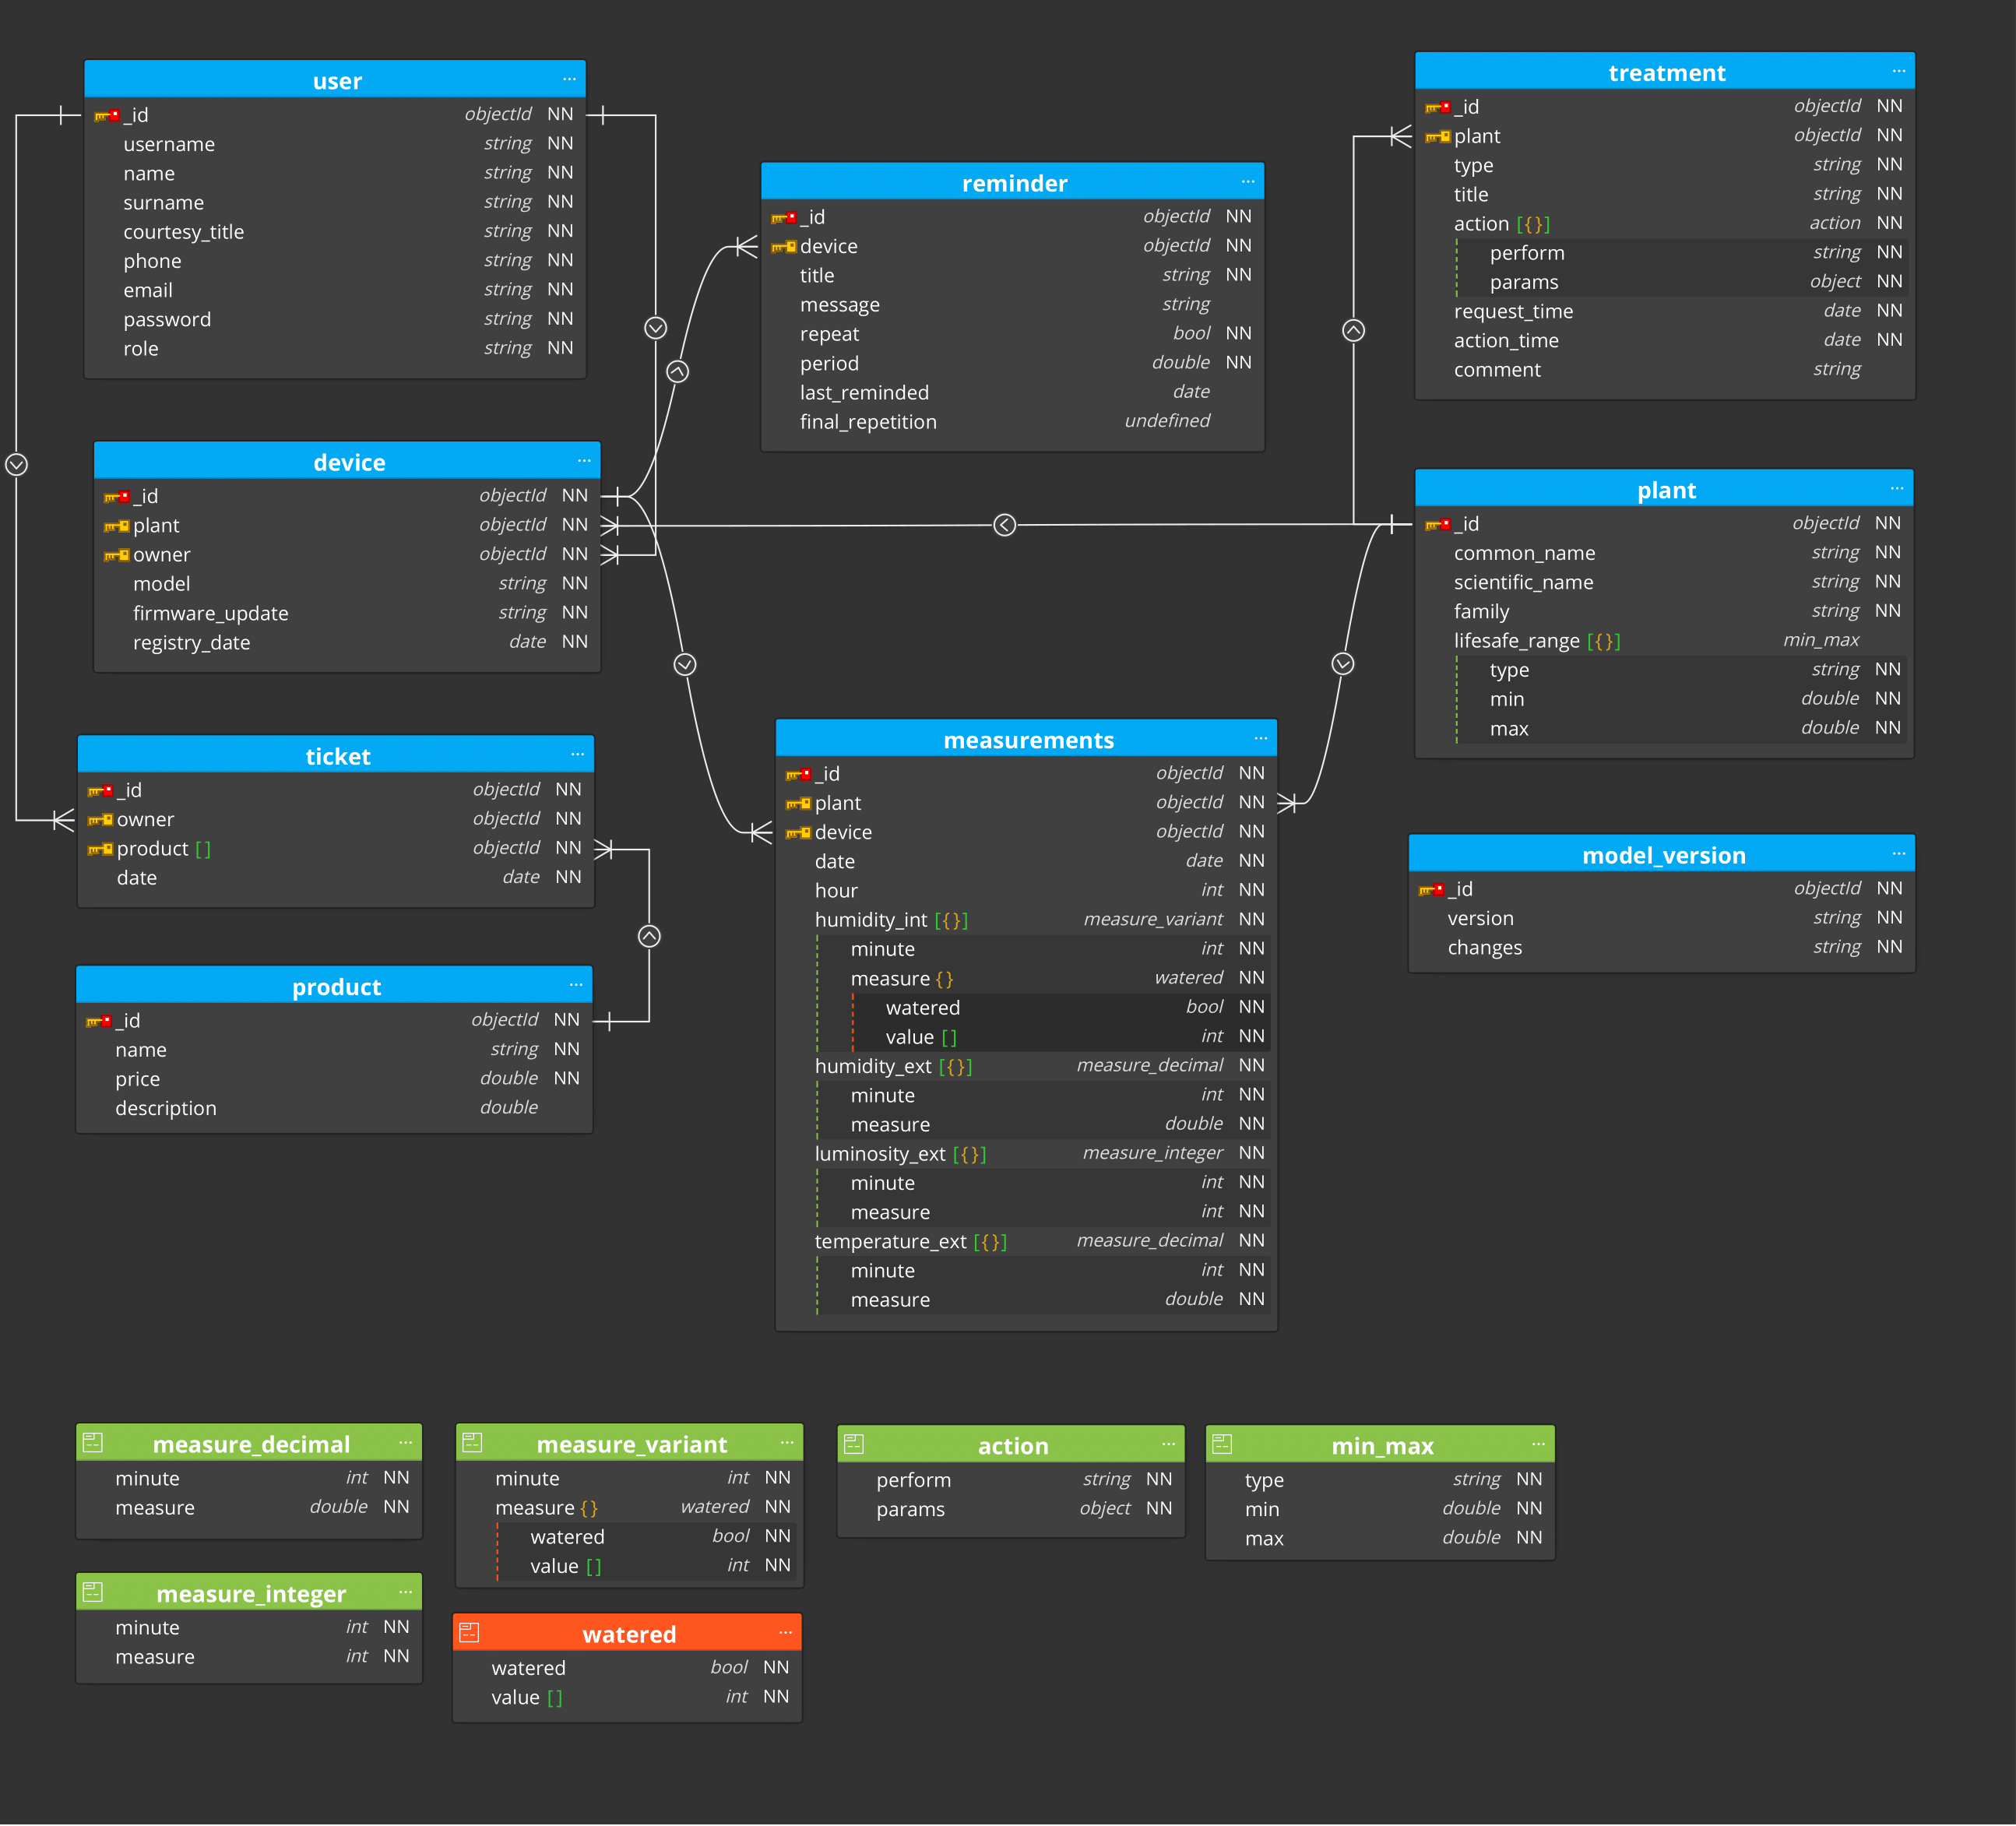 user ...
_id objectId NN
username string NN
name string NN
surname string NN
courtesy_title string NN
phone string NN
email string NN
password string NN
role string NN
device ...
_id objectId NN
plant objectId NN
owner objectId NN
model string NN
firmware_update string NN
registry_date date NN
ticket ...
_id objectId NN
owner objectId NN
product [] objectId NN
date date NN
product ...
_id objectId NN
name string NN
price double NN
description double
reminder ...
_id objectId NN
device objectId NN
title string NN
message string
repeat bool NN
period double NN
last_reminded date
final_repetition undefined
measurements ...
_id objectId NN
plant objectId NN
device objectId NN
date date NN
hour int NN
humidity_int [{}] measure_variant NN
minute int NN
measure {} watered NN
watered bool NN
value [] int NN
humidity_ext [{}] measure_decimal NN
minute int NN
measure double NN
luminosity_ext [{}] measure_integer NN
minute int NN
measure int NN
temperature_ext [{}] measure_decimal NN
minute int NN
measure double NN
treatment ...
_id objectId NN
plant objectId NN
type string NN
title string NN
action [{}] action NN
perform string NN
params object NN
request_time date NN
action_time date NN
comment string
plant ...
_id objectId NN
common_name string NN
scientific_name string NN
family string NN
lifesafe_range [{}] min_max
type string NN
min double NN
max double NN
model_version ...
_id objectId NN
version string NN
changes string NN
measure_decimal ...
minute int NN
measure double NN
measure_integer ...
minute int NN
measure int NN
measure_variant ...
minute int NN
measure {} watered NN
watered bool NN
value [] int NN
watered ...
watered bool NN
value [] int NN
action ...
perform string NN
params object NN
min_max ...
type string NN
min double NN
max double NN